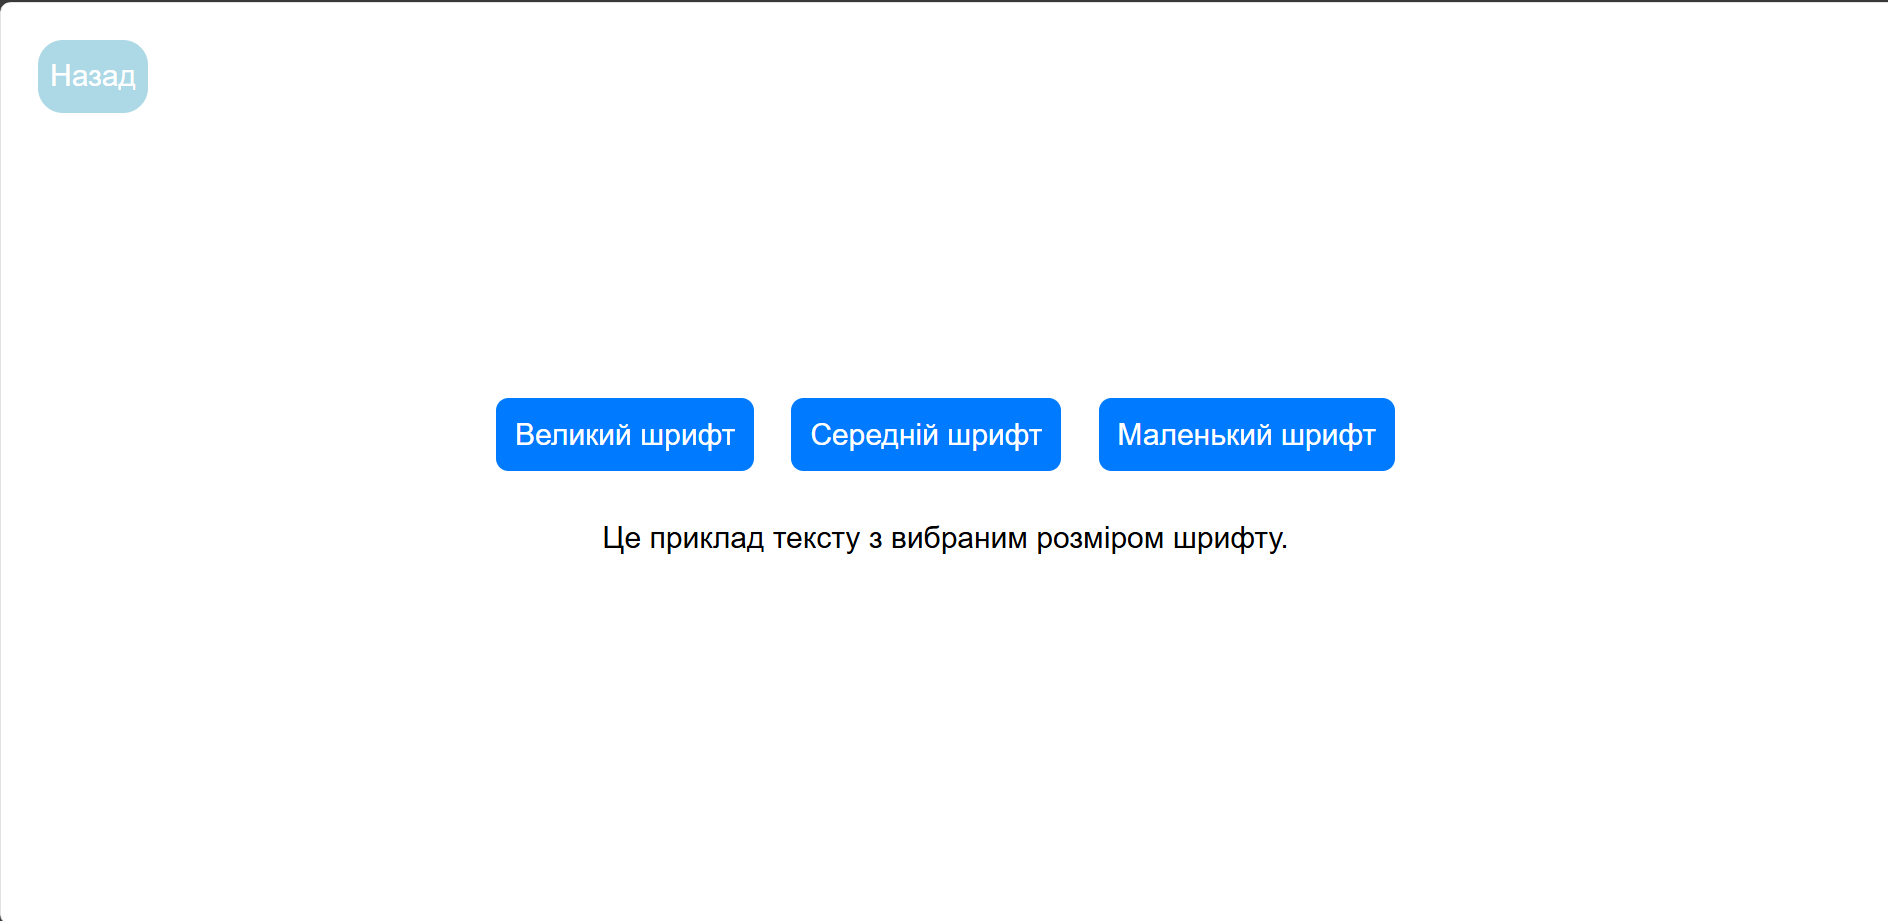 Назад
Великий шрифт
Середній шрифт
Маленький шрифт
Це приклад тексту з вибраним розміром шрифту.